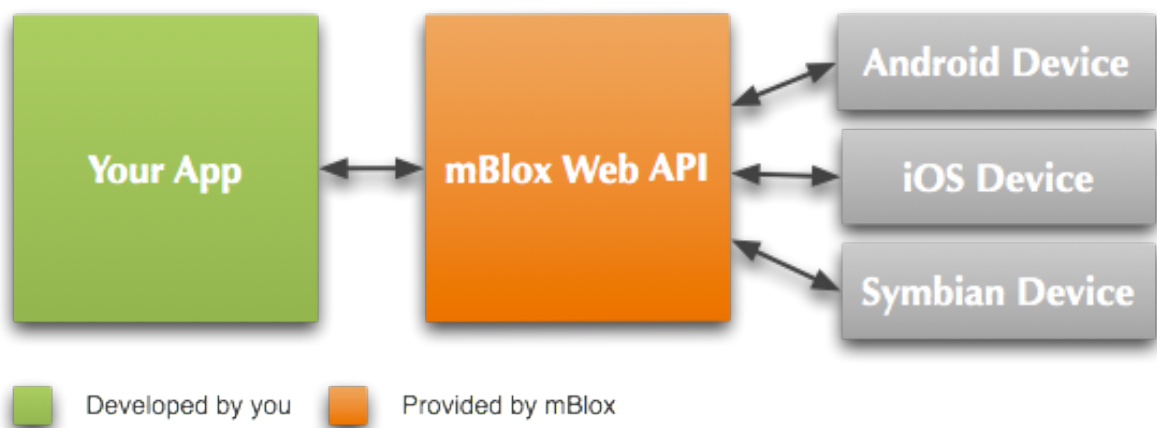 Your App
mBlox Web API
Android Device
iOS Device
Symbian Device
Developed by you
Provided by mBlox